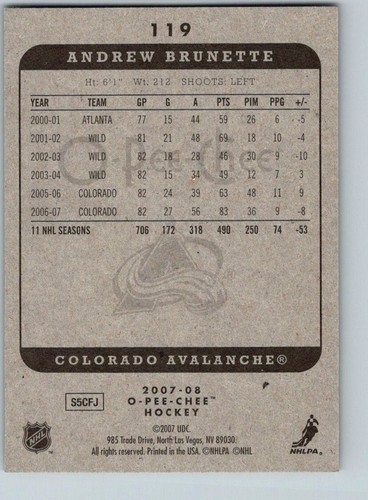 119
ANDREW BRUNETTE
Ht: 6'1" Wt: 212 SHOOTS: LEFT
YEAR TEAM GP G A PTS PIM PPG +/-
2000-01 ATLANTA 77 15 44 59 26 6 -5
2001-02 WILD 81 21 48 69 18 10 -4
2002-03 WILD 82 18 28 46 30 9 -10
2003-04 WILD 82 15 34 49 12 7 3
2005-06 COLORADO 82 24 39 63 48 11 9
2006-07 COLORADO 82 27 56 83 36 9 -8
11 NHL SEASONS 706 172 318 490 250 74 -53
O-Pee-Chee
COLORADO AVALANCHE®
S5CFJ
2007-08
O-PEE-CHEE™
HOCKEY
©2007 UDC.
985 Trade Drive, North Las Vegas, NV 89030.
All rights reserved. Printed in the USA. ©NHLPA ©NHL
NHL
NHLPA